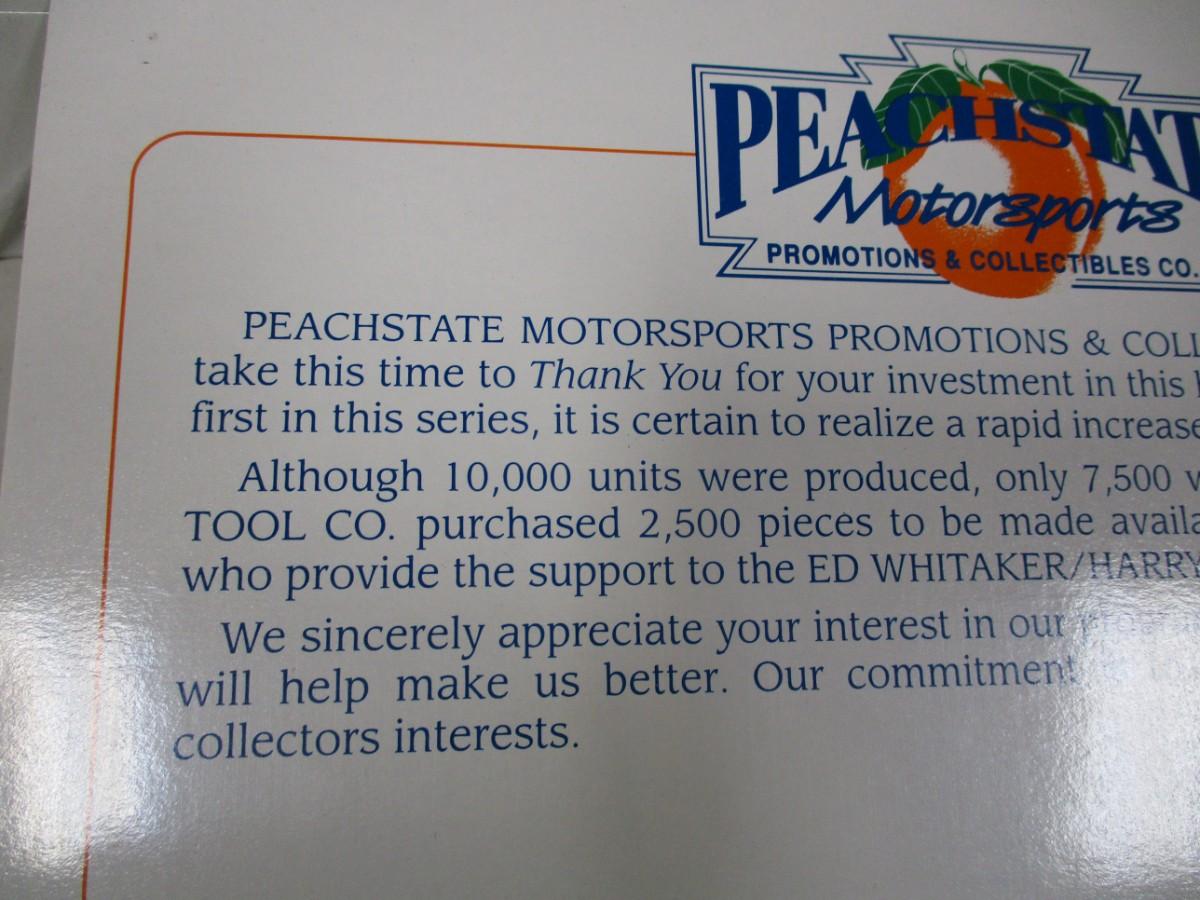 PEACHSTATE
Motorsports
PROMOTIONS & COLLECTIBLES CO.
PEACHSTATE MOTORSPORTS PROMOTIONS & COLL
take this time to Thank You for your investment in this
first in this series, it is certain to realize a rapid increase
Although 10,000 units were produced, only 7,500
TOOL CO. purchased 2,500 pieces to be made availa
who provide the support to the ED WHITAKER/HARRY
We sincerely appreciate your interest in our
will help make us better. Our commitment
collectors interests.